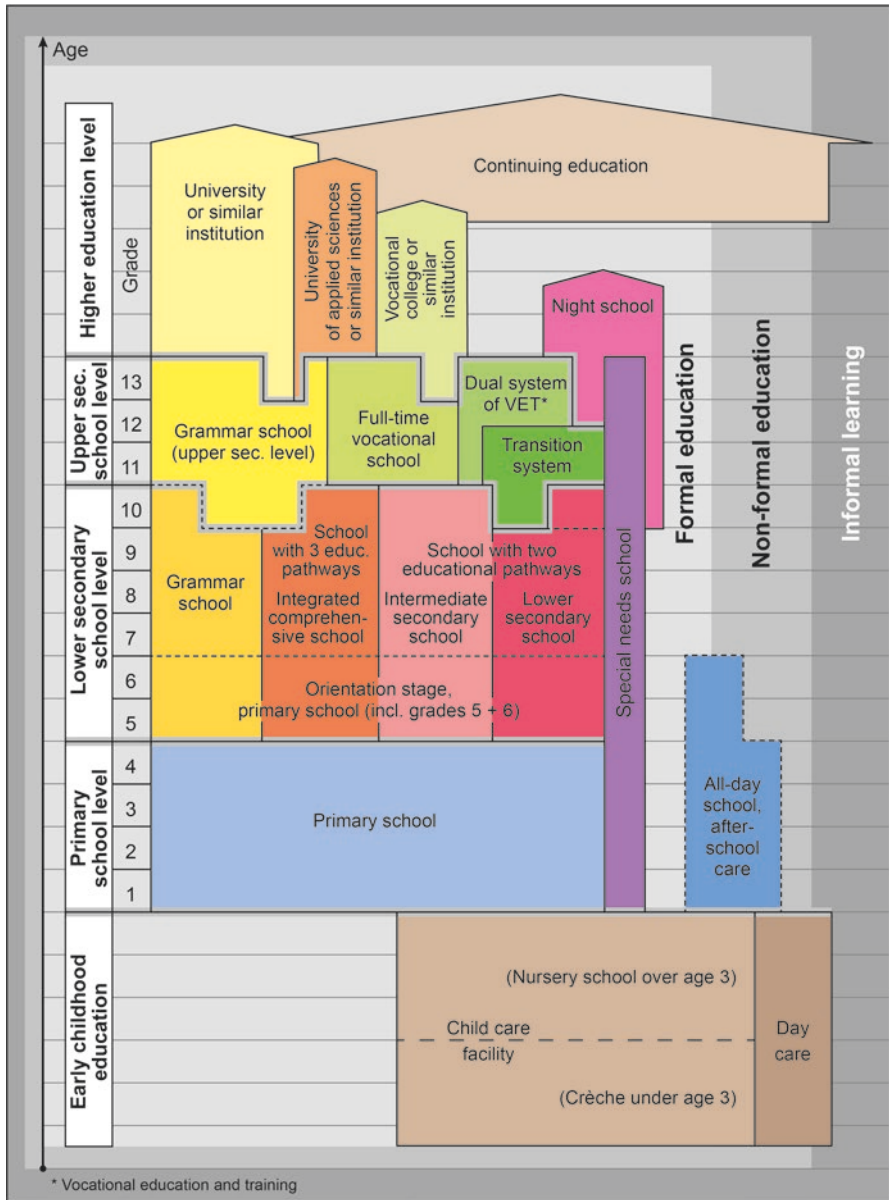 Age
Higher education level
Grade
University
or similar
institution
University
of applied sciences
or similar institution
Vocational
college or
similar
institution
Continuing education
Night school
Upper sec.
school level
13
12
11
Grammar school
(upper sec. level)
Full-time
vocational
school
Dual system
of VET*
Transition
system
Lower secondary
school level
10
9
8
7
6
5
Grammar
school
School
with 3 educ.
pathways
Integrated
comprehen-
sive school
School with two
educational pathways
Intermediate
secondary
school
Lower
secondary
school
Orientation stage,
primary school (incl. grades 5 + 6)
Special needs school
Formal education
Non-formal education
Informal learning
Primary
school level
4
3
2
1
Primary school
All-day
school,
after-
school
care
Early childhood
education
(Nursery school over age 3)
Child care
facility
(Crèche under age 3)
Day
care
* Vocational education and training